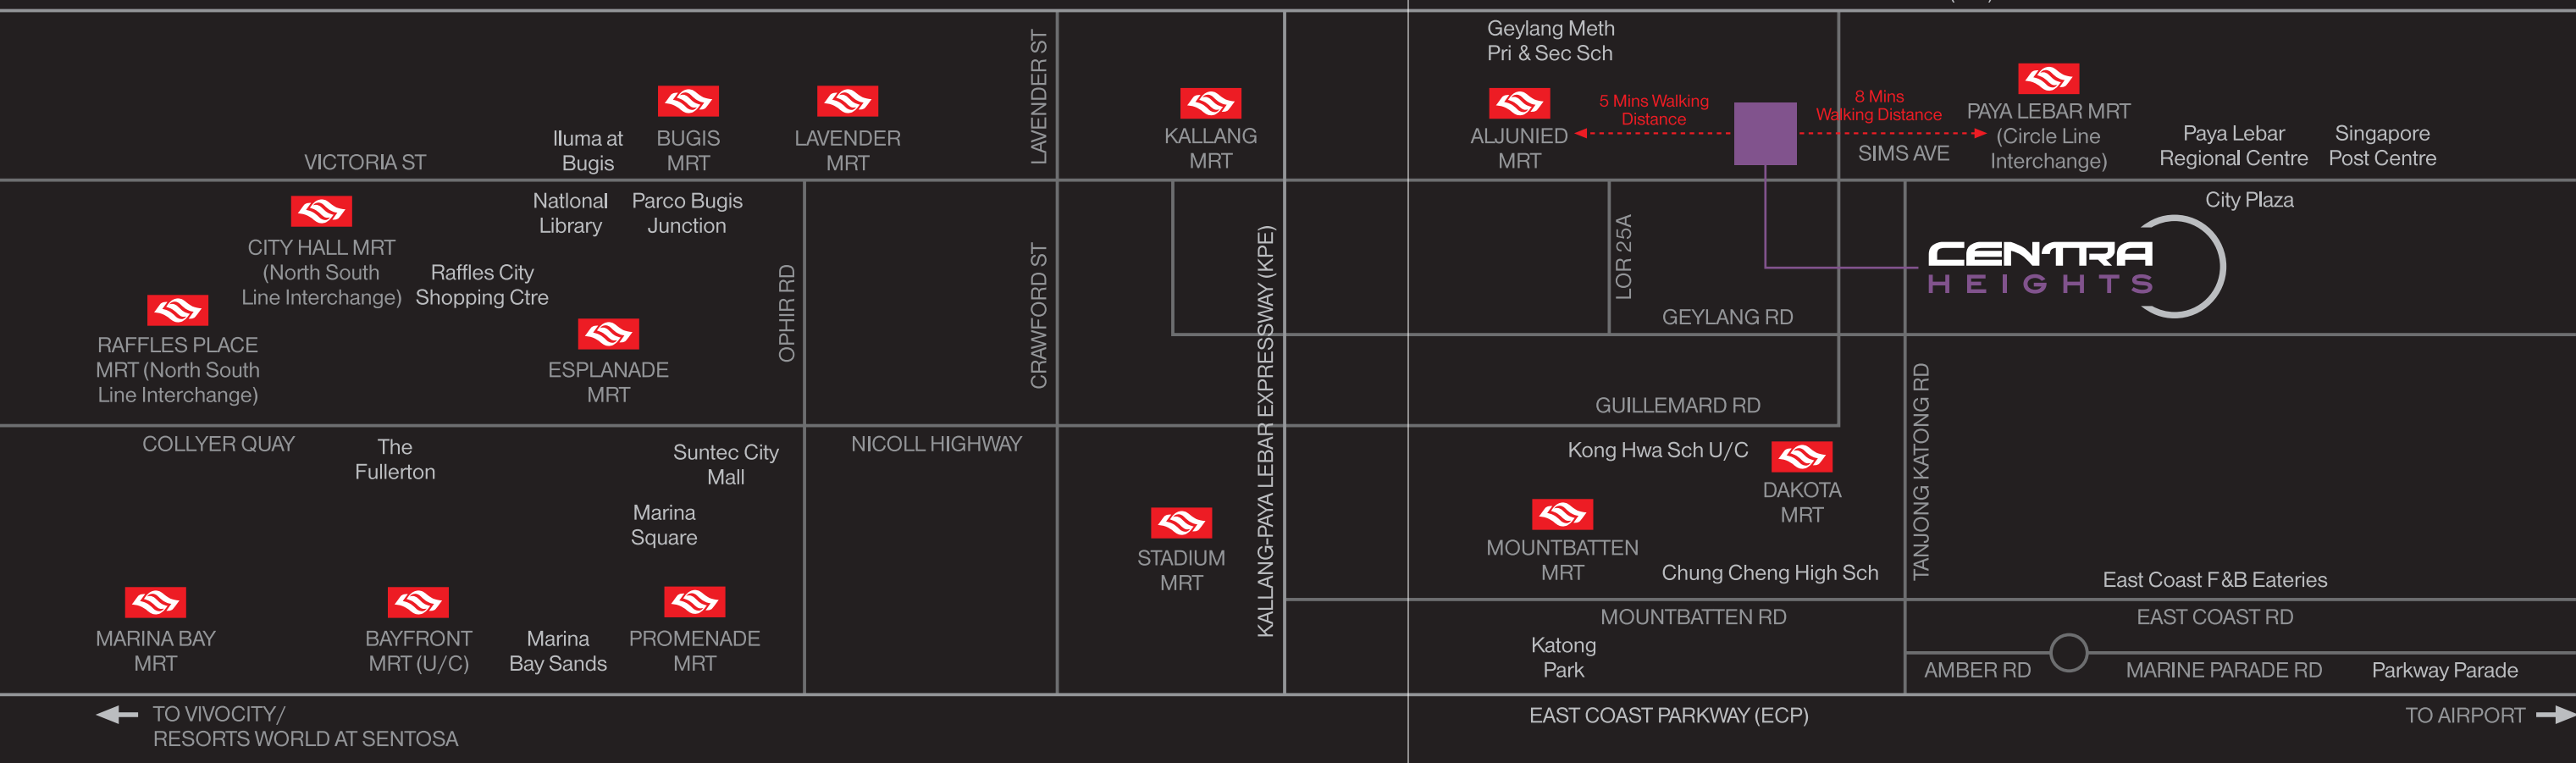 Geylang Meth
Pri & Sec Sch
LAVENDER ST
5 Mins Walking
Distance
8 Mins
Walking Distance
PAYA LEBAR MRT
(Circle Line
Interchange)
SIMS AVE
Paya Lebar
Regional Centre
Singapore
Post Centre
VICTORIA ST
Iluma at
Bugis
BUGIS
MRT
LAVENDER
MRT
KALLANG
MRT
ALJUNIED
MRT
CITY HALL MRT
(North South
Line Interchange)
National
Library
Parco Bugis
Junction
Raffles City
Shopping Ctre
City Plaza
CENTRA
HEIGHTS
RAFFLES PLACE
MRT (North South
Line Interchange)
ESPLANADE
MRT
OPHIR RD
CRAWFORD ST
KALLANG-PAYA LEBAR EXPRESSWAY (KPE)
LOR 25A
GEYLANG RD
GUILLEMARD RD
TANJONG KATONG RD
COLLYER QUAY
The
Fullerton
Suntec City
Mall
NICOLL HIGHWAY
Marina
Square
Kong Hwa Sch U/C
DAKOTA
MRT
STADIUM
MRT
MOUNTBATTEN
MRT
Chung Cheng High Sch
East Coast F&B Eateries
MARINA BAY
MRT
BAYFRONT
MRT (U/C)
Marina
Bay Sands
PROMENADE
MRT
MOUNTBATTEN RD
EAST COAST RD
Katong
Park
AMBER RD
MARINE PARADE RD
Parkway Parade
TO VIVOCITY/
RESORTS WORLD AT SENTOSA
EAST COAST PARKWAY (ECP)
TO AIRPORT